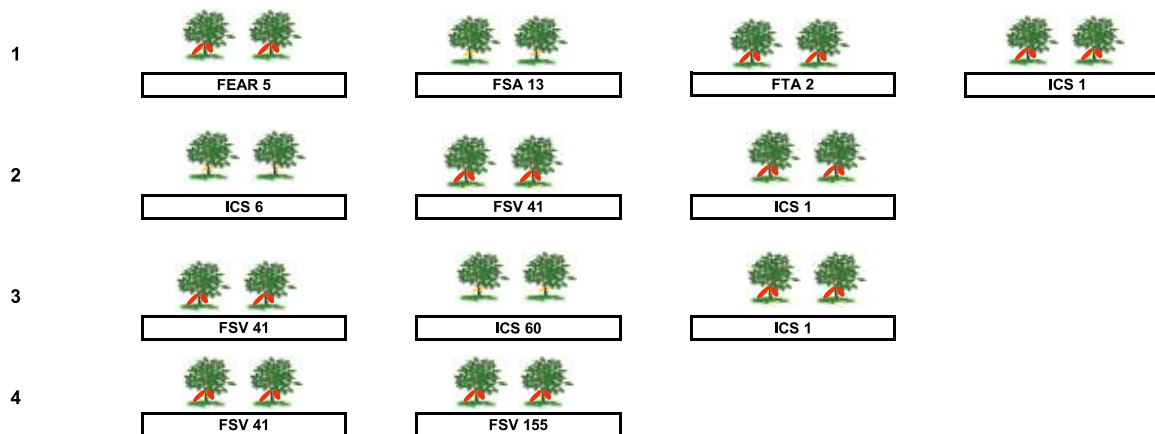 1
FEAR 5 FSA 13 FTA 2 ICS 1
2
ICS 6 FSV 41 ICS 1
3
FSV 41 ICS 60 ICS 1
4
FSV 41 FSV 155